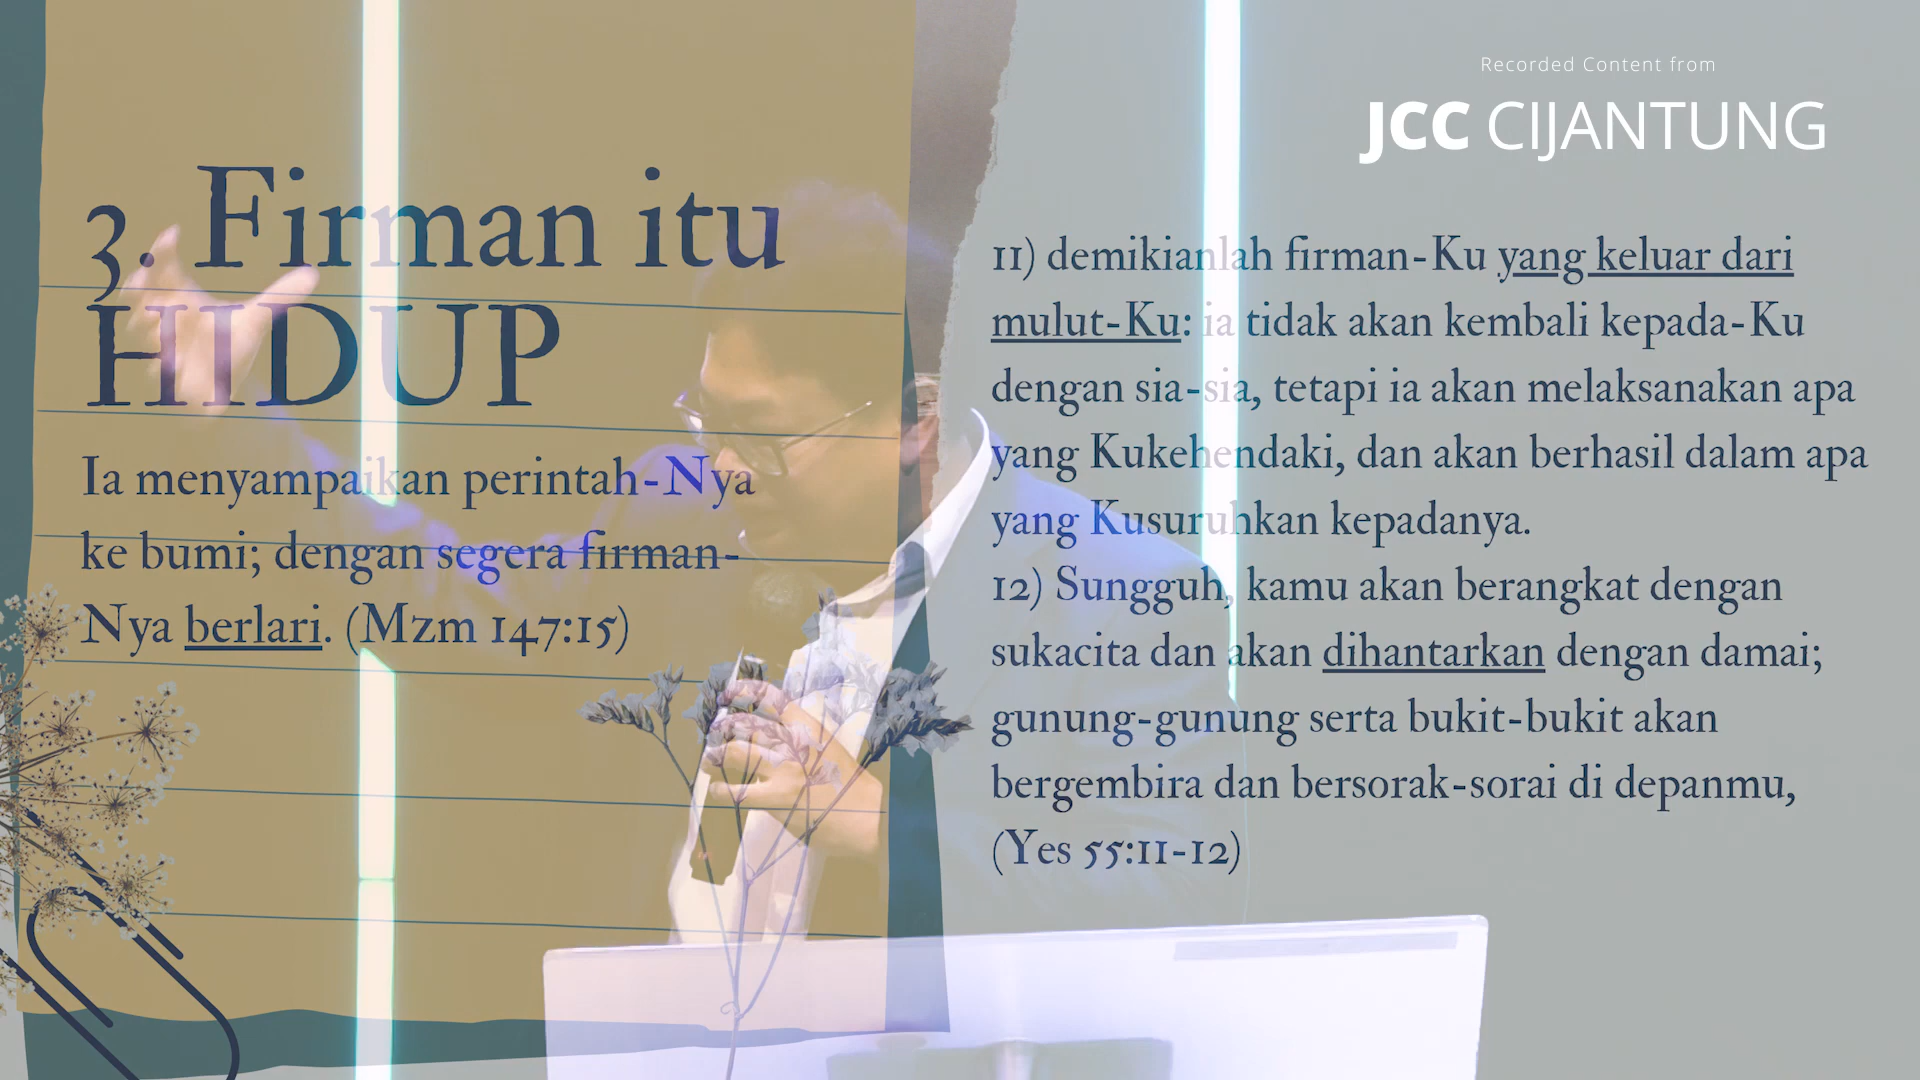 Recorded Content from
JCC CIJANTUNG
3. Firman itu
HIDUP
Ia menyampaikan perintah-Nya
ke bumi; dengan segera firman-
Nya berlari. (Mzm 147:15)
11) demikianlah firman-Ku yang keluar dari
mulut-Ku: ia tidak akan kembali kepada-Ku
dengan sia-sia, tetapi ia akan melaksanakan apa
yang Kukehendaki, dan akan berhasil dalam apa
yang Kusuruhkan kepadanya.
12) Sungguh, kamu akan berangkat dengan
sukacita dan akan dihantarkan dengan damai;
gunung-gunung serta bukit-bukit akan
bergembira dan bersorak-sorai di depanmu,
(Yes 55:11-12)